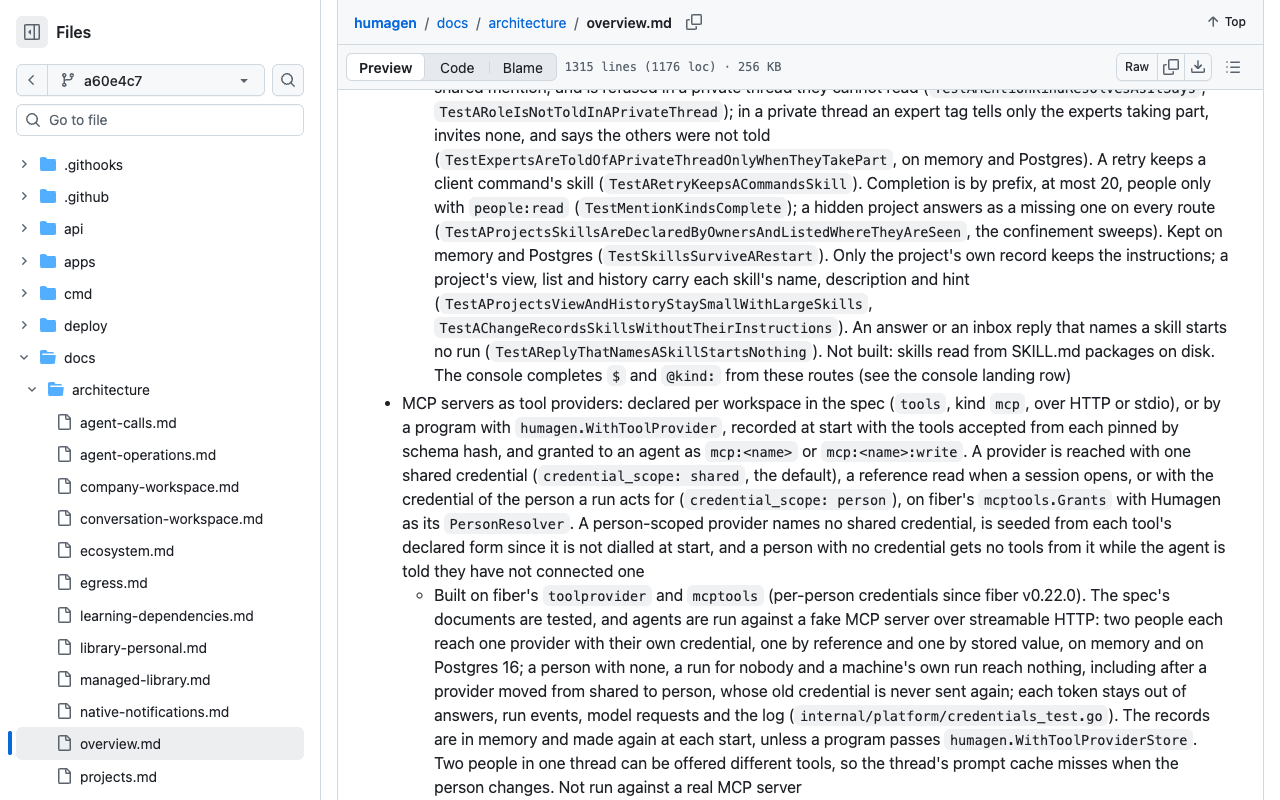 Files
humagen / docs / architecture / overview.md
Top
a60e4c7
Preview
Code
Blame
1315 lines (1176 loc) · 256 KB
Raw
Go to file
.githooks
.github
api
apps
cmd
deploy
docs
architecture
agent-calls.md
agent-operations.md
company-workspace.md
conversation-workspace.md
ecosystem.md
egress.md
learning-dependencies.md
library-personal.md
managed-library.md
native-notifications.md
overview.md
projects.md
shared mention, and is refused in a private thread they cannot read (
TestARoleIsNotToldInAPrivateThread ); in a private thread an expert tag tells only the experts taking part,
invites none, and says the others were not told
( TestExpertsAreToldOfAPrivateThreadOnlyWhenTheyTakePart , on memory and Postgres). A retry keeps a
client command's skill ( TestARetryKeepsACommandsSkill ). Completion is by prefix, at most 20, people only
with people:read ( TestMentionKindsComplete ); a hidden project answers as a missing one on every route
( TestAProjectsSkillsAreDeclaredByOwnersAndListedWhereTheyAreSeen , the confinement sweeps). Kept on
memory and Postgres ( TestSkillsSurviveARestart ). Only the project's own record keeps the instructions; a
project's view, list and history carry each skill's name, description and hint
( TestAProjectsViewAndHistoryStaySmallWithLargeSkills ,
TestAChangeRecordsSkillsWithoutTheirInstructions ). An answer or an inbox reply that names a skill starts
no run ( TestAReplyThatNamesASkillStartsNothing ). Not built: skills read from SKILL.md packages on disk.
The console completes $ and @kind: from these routes (see the console landing row)
• MCP servers as tool providers: declared per workspace in the spec ( tools , kind mcp , over HTTP or stdio), or by
a program with humagen.WithToolProvider , recorded at start with the tools accepted from each pinned by
schema hash, and granted to an agent as mcp:<name> or mcp:<name>:write . A provider is reached with one
shared credential ( credential_scope: shared , the default), a reference read when a session opens, or with the
credential of the person a run acts for ( credential_scope: person ), on fiber's mcptools.Grants with Humagen
as its PersonResolver . A person-scoped provider names no shared credential, is seeded from each tool's
declared form since it is not dialled at start, and a person with no credential gets no tools from it while the agent is
told they have not connected one
◦ Built on fiber's toolprovider and mcptools (per-person credentials since fiber v0.22.0). The spec's
documents are tested, and agents are run against a fake MCP server over streamable HTTP: two people each
reach one provider with their own credential, one by reference and one by stored value, on memory and on
Postgres 16; a person with none, a run for nobody and a machine's own run reach nothing, including after a
provider moved from shared to person, whose old credential is never sent again; each token stays out of
answers, run events, model requests and the log ( internal/platform/credentials_test.go ). The records
are in memory and made again at each start, unless a program passes humagen.WithToolProviderStore .
Two people in one thread can be offered different tools, so the thread's prompt cache misses when the
person changes. Not run against a real MCP server